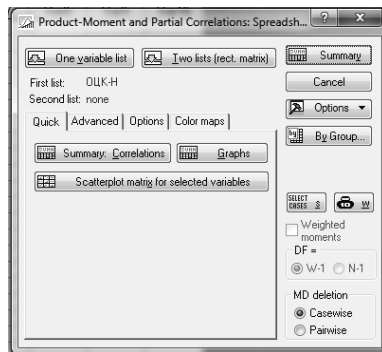 Product-Moment and Partial Correlations: Spreadsh...
One variable list
Two lists (rect. matrix)
Summary
First list: ОЦК-Н
Second list: none
Cancel
Options
Quick
Advanced
Options
Color maps
By Group...
Summary: Correlations
Graphs
Scatterplot matrix for selected variables
SELECT CASES S
W
Weighted
moments
DF =
W-1
N-1
MD deletion
Casewise
Pairwise